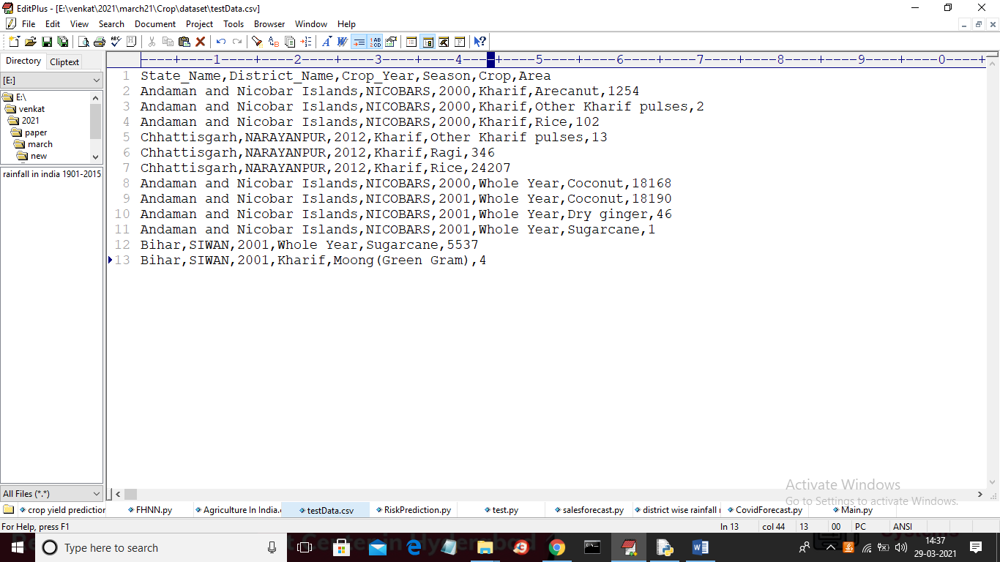 EditPlus - [E:\venkat\2021\march21\Crop\dataset\testData.csv]
File Edit View Search Document Project Tools Browser Window Help
Directory Cliptext
[E:]
E:\
venkat
2021
paper
march
new
rainfall in india 1901-2015
All Files (*.*)
----+----1----+----2----+----3----+----4----+----5----+----6----+----7----+----8----+----9----+----0----+
1 State_Name,District_Name,Crop_Year,Season,Crop,Area
2 Andaman and Nicobar Islands,NICOBARS,2000,Kharif,Arecanut,1254
3 Andaman and Nicobar Islands,NICOBARS,2000,Kharif,Other Kharif pulses,2
4 Andaman and Nicobar Islands,NICOBARS,2000,Kharif,Rice,102
5 Chhattisgarh,NARAYANPUR,2012,Kharif,Other Kharif pulses,13
6 Chhattisgarh,NARAYANPUR,2012,Kharif,Ragi,346
7 Chhattisgarh,NARAYANPUR,2012,Kharif,Rice,24207
8 Andaman and Nicobar Islands,NICOBARS,2000,Whole Year,Coconut,18168
9 Andaman and Nicobar Islands,NICOBARS,2001,Whole Year,Coconut,18190
10 Andaman and Nicobar Islands,NICOBARS,2001,Whole Year,Dry ginger,46
11 Andaman and Nicobar Islands,NICOBARS,2001,Whole Year,Sugarcane,1
12 Bihar,SIWAN,2001,Whole Year,Sugarcane,5537
13 Bihar,SIWAN,2001,Kharif,Moong(Green Gram),4
Activate Windows
Go to Settings to activate Windows.
crop yield prediction FHNN.py Agriculture In India. testData.csv RiskPrediction.py test.py salesforecast.py district wise rainfall CovidForecast.py Main.py
For Help, press F1 ln 13 col 44 13 00 PC ANSI
Type here to search
14:37
29-03-2021